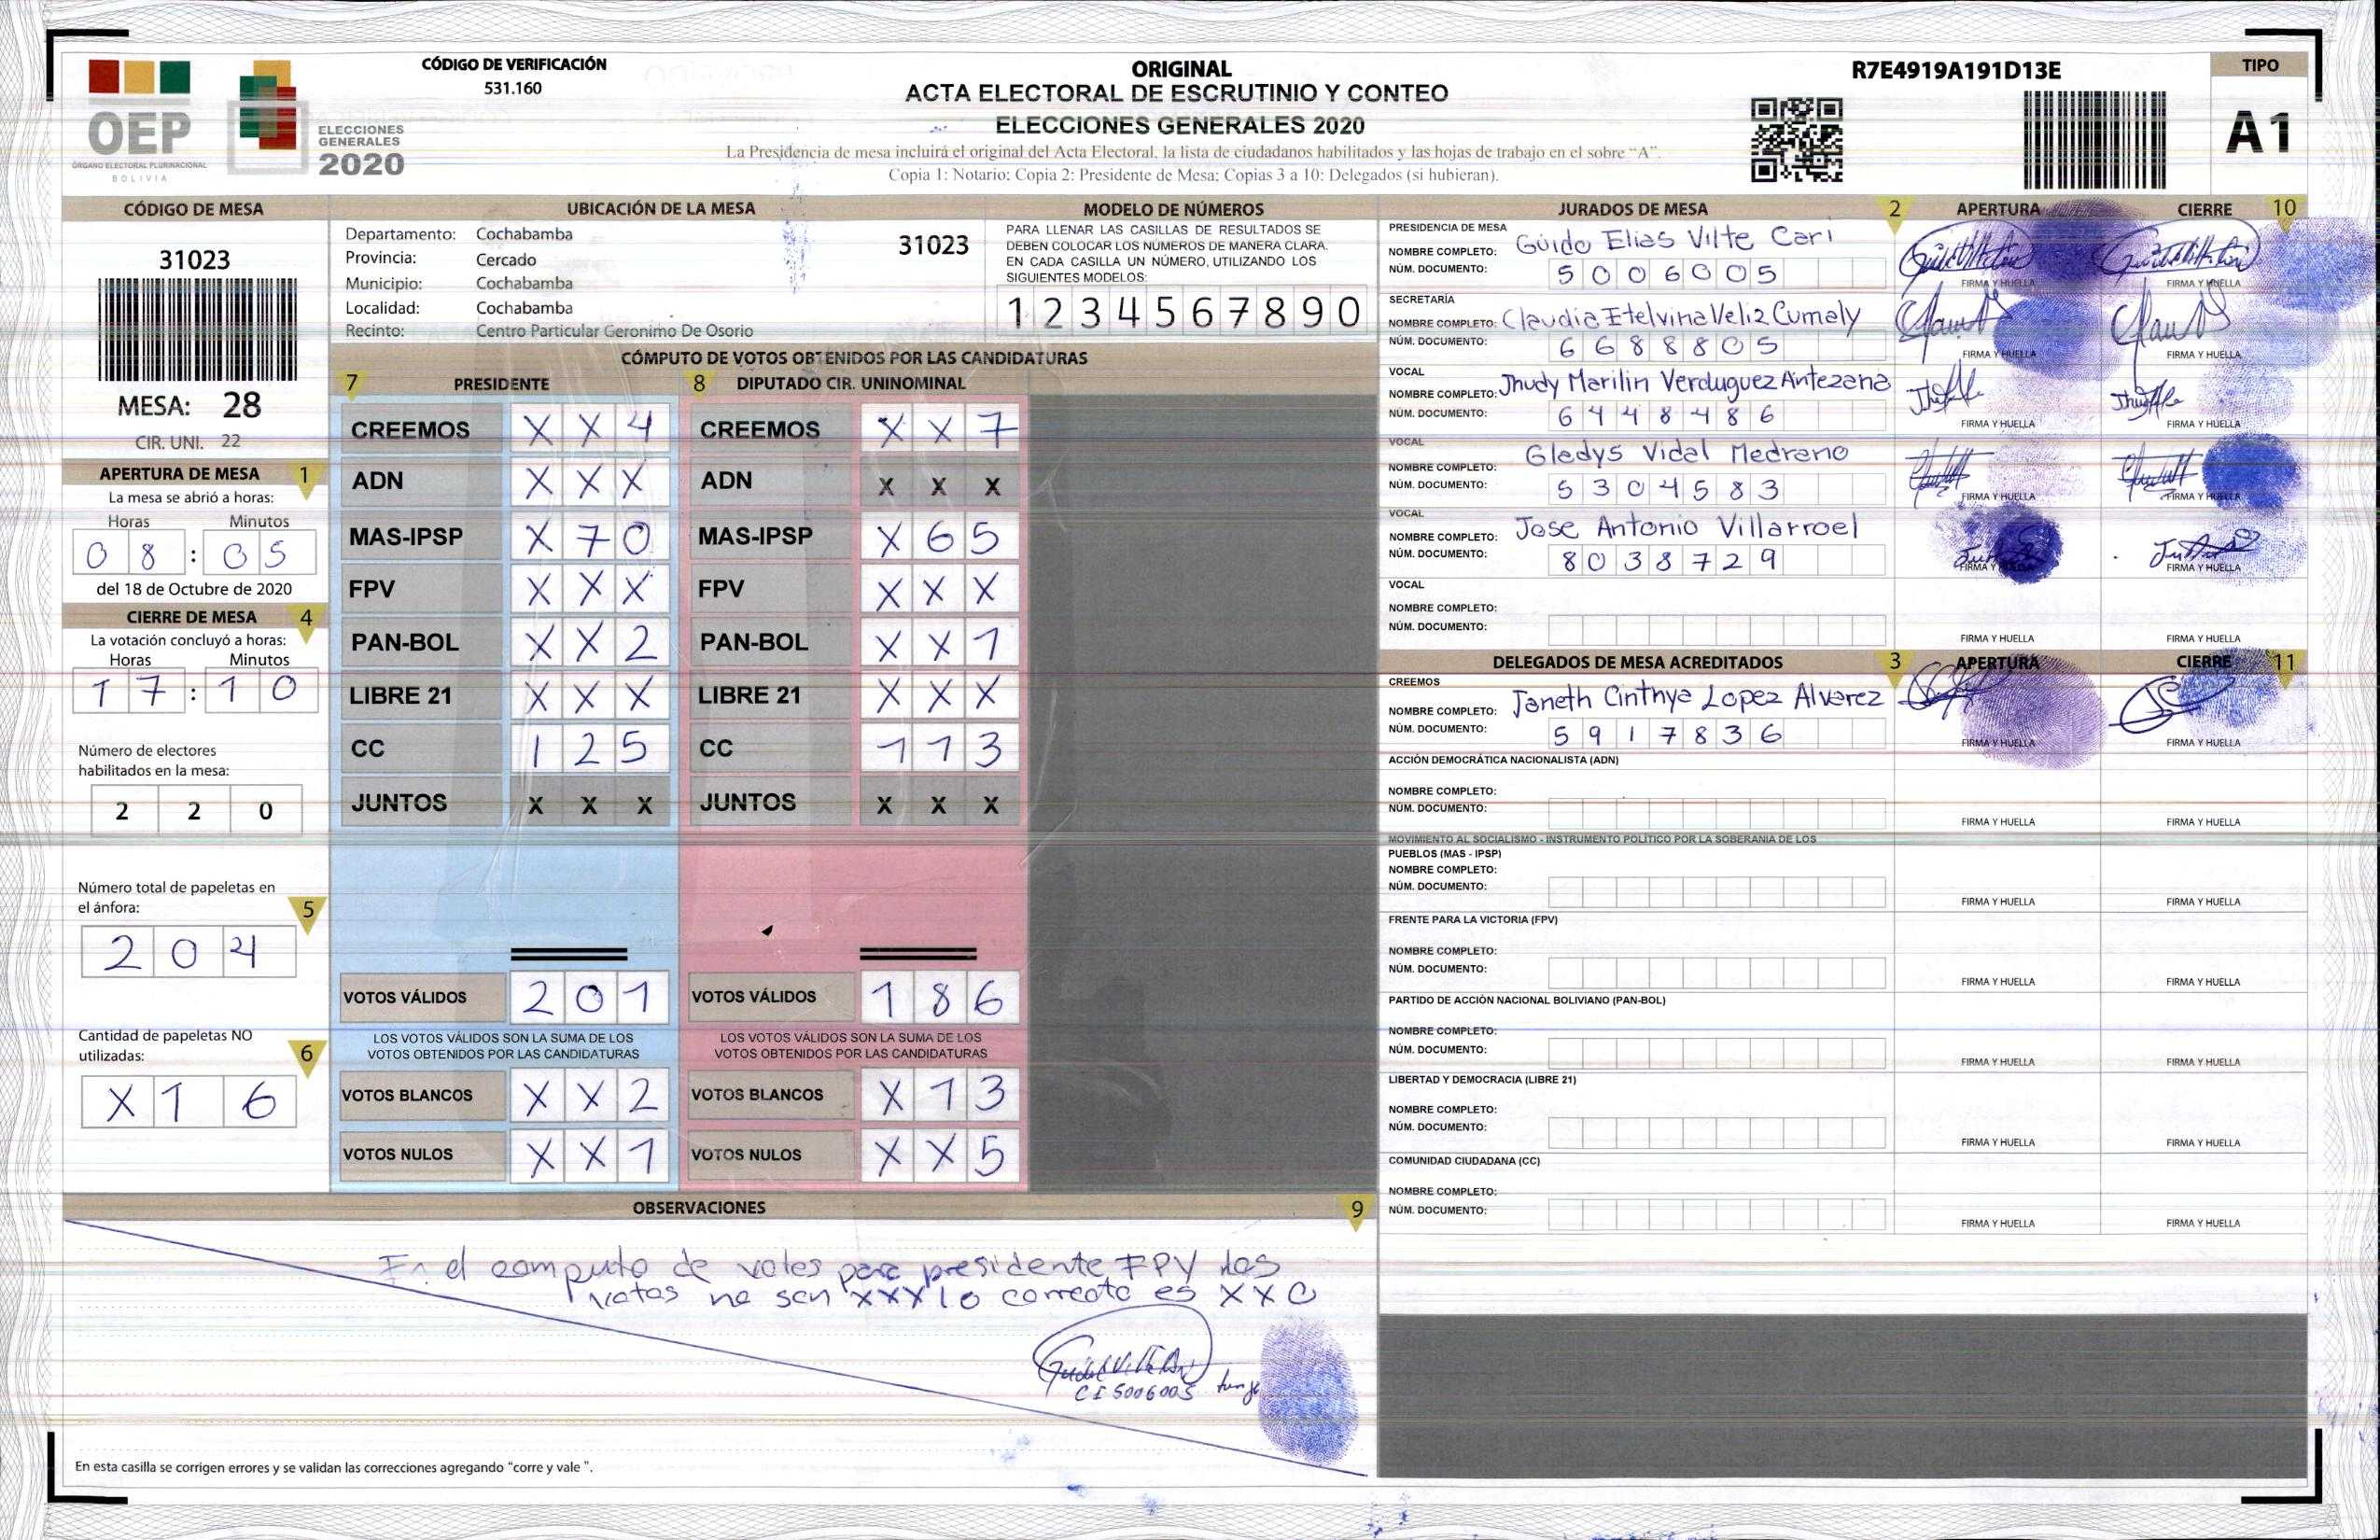 OEP
ÓRGANO ELECTORAL PLURINACIONAL
BOLIVIA
ELECCIONES
GENERALES
2020
CÓDIGO DE VERIFICACIÓN
531.160
ORIGINAL
ACTA ELECTORAL DE ESCRUTINIO Y CONTEO
ELECCIONES GENERALES 2020
La Presidencia de mesa incluirá el original del Acta Electoral, la lista de ciudadanos habilitados y las hojas de trabajo en el sobre "A".
Copia 1: Notario; Copia 2: Presidente de Mesa; Copias 3 a 10: Delegados (si hubieran).
R7E4919A191D13E
TIPO
A1
CÓDIGO DE MESA
31023
MESA: 28
CIR. UNI. 22
APERTURA DE MESA 1
La mesa se abrió a horas:
Horas Minutos
08:05
del 18 de Octubre de 2020
CIERRE DE MESA 4
La votación concluyó a horas:
Horas Minutos
17:10
Número de electores
habilitados en la mesa:
2 2 0
Número total de papeletas en
el ánfora: 5
2 0 4
Cantidad de papeletas NO
utilizadas: 6
X 1 6
UBICACIÓN DE LA MESA
Departamento: Cochabamba 31023
Provincia: Cercado
Municipio: Cochabamba
Localidad: Cochabamba
Recinto: Centro Particular Geronimo De Osorio
MODELO DE NÚMEROS
PARA LLENAR LAS CASILLAS DE RESULTADOS SE
DEBEN COLOCAR LOS NÚMEROS DE MANERA CLARA.
EN CADA CASILLA UN NÚMERO, UTILIZANDO LOS
SIGUIENTES MODELOS:
1 2 3 4 5 6 7 8 9 0
CÓMPUTO DE VOTOS OBTENIDOS POR LAS CANDIDATURAS
7 PRESIDENTE 8 DIPUTADO CIR. UNINOMINAL
CREEMOS X X 4 CREEMOS X X 7
ADN X X X ADN X X X
MAS-IPSP X 7 0 MAS-IPSP X 6 5
FPV X X X FPV X X X
PAN-BOL X X 2 PAN-BOL X X 1
LIBRE 21 X X X LIBRE 21 X X X
CC 1 2 5 CC 1 1 3
JUNTOS X X X JUNTOS X X X
VOTOS VÁLIDOS 2 0 1 VOTOS VÁLIDOS 1 8 6
LOS VOTOS VÁLIDOS SON LA SUMA DE LOS LOS VOTOS VÁLIDOS SON LA SUMA DE LOS
VOTOS OBTENIDOS POR LAS CANDIDATURAS VOTOS OBTENIDOS POR LAS CANDIDATURAS
VOTOS BLANCOS X X 2 VOTOS BLANCOS X 1 3
VOTOS NULOS X X 1 VOTOS NULOS X X 5
OBSERVACIONES 9
En el computo de votos para presidente FPV los
votos no son XXX lo correcto es XX0
CI 5006005
En esta casilla se corrigen errores y se validan las correcciones agregando "corre y vale ".
JURADOS DE MESA 2 APERTURA CIERRE 10
PRESIDENCIA DE MESA
NOMBRE COMPLETO: Guido Elias Vilte Cari
NÚM. DOCUMENTO: 5006005
FIRMA Y HUELLA FIRMA Y HUELLA
SECRETARÍA
NOMBRE COMPLETO: Claudia Etelvina Veliz Cumaly
NÚM. DOCUMENTO: 6688805
FIRMA Y HUELLA FIRMA Y HUELLA
VOCAL
NOMBRE COMPLETO: Jhudy Marilin Verduguez Antezana
NÚM. DOCUMENTO: 6448486
FIRMA Y HUELLA FIRMA Y HUELLA
VOCAL
NOMBRE COMPLETO: Gladys Vidal Medrano
NÚM. DOCUMENTO: 5304583
FIRMA Y HUELLA FIRMA Y HUELLA
VOCAL
NOMBRE COMPLETO: Jose Antonio Villarroel
NÚM. DOCUMENTO: 8038729
FIRMA Y HUELLA FIRMA Y HUELLA
VOCAL
NOMBRE COMPLETO:
NÚM. DOCUMENTO:
FIRMA Y HUELLA FIRMA Y HUELLA
DELEGADOS DE MESA ACREDITADOS 3 APERTURA CIERRE 11
CREEMOS
NOMBRE COMPLETO: Janeth Cinthya Lopez Alvarez
NÚM. DOCUMENTO: 5917836
FIRMA Y HUELLA FIRMA Y HUELLA
ACCIÓN DEMOCRÁTICA NACIONALISTA (ADN)
NOMBRE COMPLETO:
NÚM. DOCUMENTO:
FIRMA Y HUELLA FIRMA Y HUELLA
MOVIMIENTO AL SOCIALISMO - INSTRUMENTO POLÍTICO POR LA SOBERANIA DE LOS
PUEBLOS (MAS - IPSP)
NOMBRE COMPLETO:
NÚM. DOCUMENTO:
FIRMA Y HUELLA FIRMA Y HUELLA
FRENTE PARA LA VICTORIA (FPV)
NOMBRE COMPLETO:
NÚM. DOCUMENTO:
FIRMA Y HUELLA FIRMA Y HUELLA
PARTIDO DE ACCIÓN NACIONAL BOLIVIANO (PAN-BOL)
NOMBRE COMPLETO:
NÚM. DOCUMENTO:
FIRMA Y HUELLA FIRMA Y HUELLA
LIBERTAD Y DEMOCRACIA (LIBRE 21)
NOMBRE COMPLETO:
NÚM. DOCUMENTO:
FIRMA Y HUELLA FIRMA Y HUELLA
COMUNIDAD CIUDADANA (CC)
NOMBRE COMPLETO:
NÚM. DOCUMENTO:
FIRMA Y HUELLA FIRMA Y HUELLA